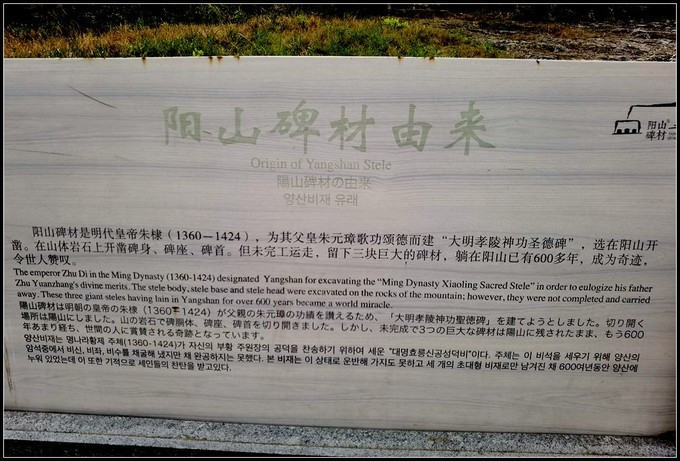 阳山碑材由来
Origin of Yangshan Stele
陽山碑材の由来
양산비재 유래
阳山
碑材
阳山碑材是明代皇帝朱棣（1360—1424），为其父皇朱元璋歌功颂德而建“大明孝陵神功圣德碑”，选在阳山开
凿。在山体岩石上开凿碑身、碑座、碑首。但未完工运走，留下三块巨大的碑材，躺在阳山已有600多年，成为奇迹，
令世人赞叹。
The emperor Zhu Di in the Ming Dynasty (1360-1424) designated Yangshan for excavating the “Ming Dynasty Xiaoling Sacred Stele” in order to eulogize his father
Zhu Yuanzhang's divine merits. The stele body, stele base and stele head were excavated on the rocks of the mountain; however, they were not completed and carried
away. These three giant steles having lain in Yangshan for over 600 years became a world miracle.
陽山碑材は明朝の皇帝の朱棣（1360-1424）が父親の朱元璋の功績を讃えるため、「大明孝陵神功聖徳碑」を建てようとしました。切り開く
場所は陽山にしました。山の岩石で碑胴体、碑座、碑首を切り開きました。しかし、未完成で3つの巨大な碑材は陽山に残されたまま、もう600
年あまり経ち、世間の人に賞賛される奇跡となっています。
양산비재는 명나라황제 주체(1360-1424)가 자신의 부황 주원장의 공덕을 찬송하기 위하여 세운 “대명효릉신공성덕비”이다. 주체는 이 비석을 세우기 위해 양산의
암석중에서 비신, 비좌, 비수를 채굴해 냈지만 채 완공하지는 못했다. 본 비재는 이 상태로 운반해 가지도 못하고 세 개의 초대형 비재로만 남겨진 채 600여년동안 양산에
누워 있었는데 이 또한 기적으로 세인들의 찬탄을 받고있다.